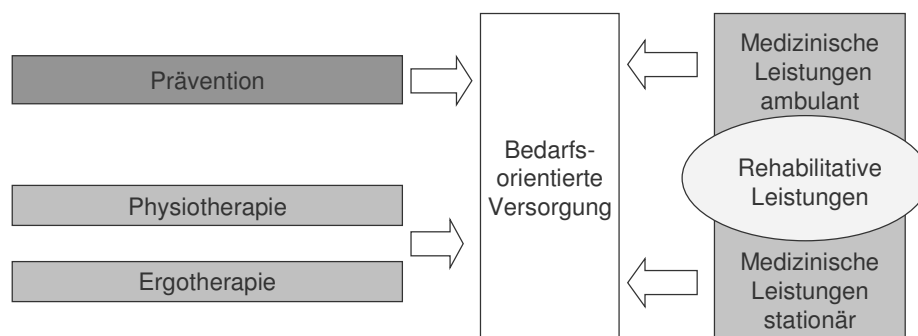 Prävention
Physiotherapie
Ergotherapie
Bedarfs-
orientierte
Versorgung
Medizinische
Leistungen
ambulant
Rehabilitative
Leistungen
Medizinische
Leistungen
stationär